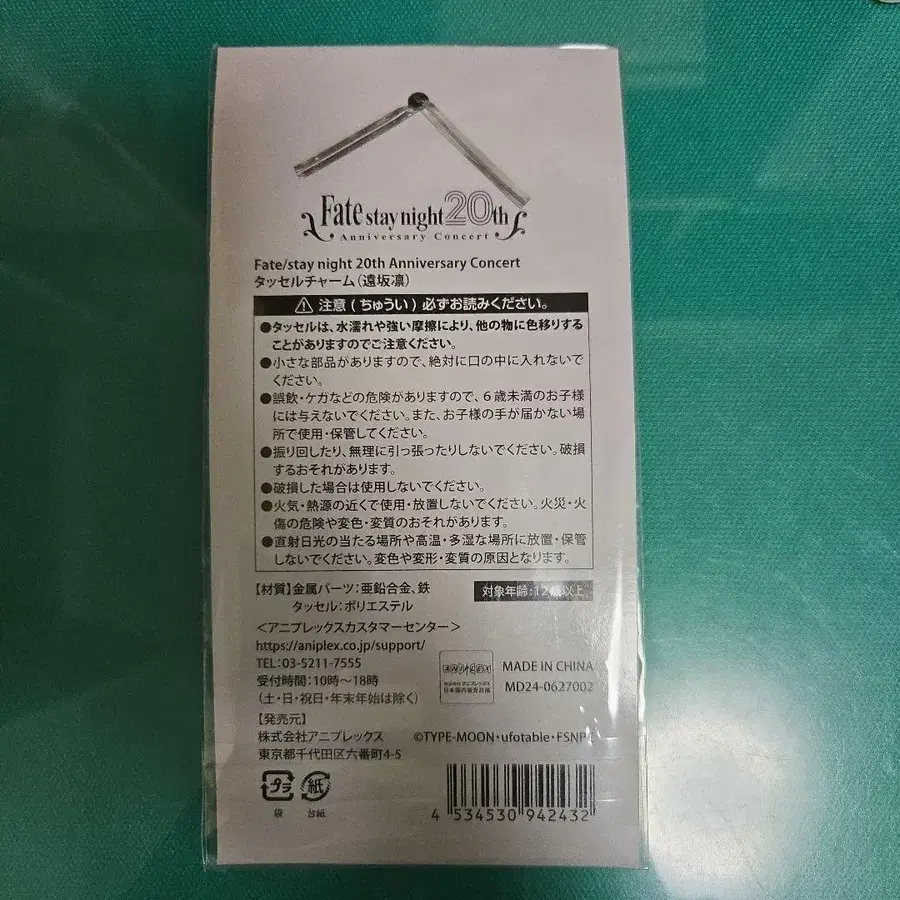 Fate stay night 20th
Anniversary Concert
Fate/stay night 20th Anniversary Concert
タッセルチャーム(遠坂凛)
注意(ちゅうい)必ずお読みください。
●タッセルは、水濡れや強い摩擦により、他の物に色移りする
ことがありますのでご注意ください。
●小さな部品がありますので、絶対に口の中に入れないで
ください。
●誤飲・ケガなどの危険がありますので、6歳未満のお子様
には与えないでください。また、お子様の手が届かない場
所で使用・保管してください。
●振り回したり、無理に引っ張ったりしないでください。破損
するおそれがあります。
●破損した場合は使用しないでください。
●火気・熱源の近くで使用・放置しないでください。火災・火
傷の危険や変色・変質のおそれがあります。
●直射日光の当たる場所や高温・多湿な場所に放置・保管
しないでください。変色や変形・変質の原因となります。
【材質】金属パーツ:亜鉛合金、鉄
タッセル:ポリエステル
対象年齢:12歳以上
<アニプレックスカスタマーセンター>
https://aniplex.co.jp/support/
TEL:03-5211-7555
受付時間:10時〜18時
(土・日・祝日・年末年始は除く)
ANIPLEX
株式会社アニプレックス
日本国内販売許諾
MADE IN CHINA
MD24-0627002
【発売元】
株式会社アニプレックス
東京都千代田区六番町4-5
©TYPE-MOON・ufotable・FSNPC
プラ
袋
紙
台紙
4 534530 942432